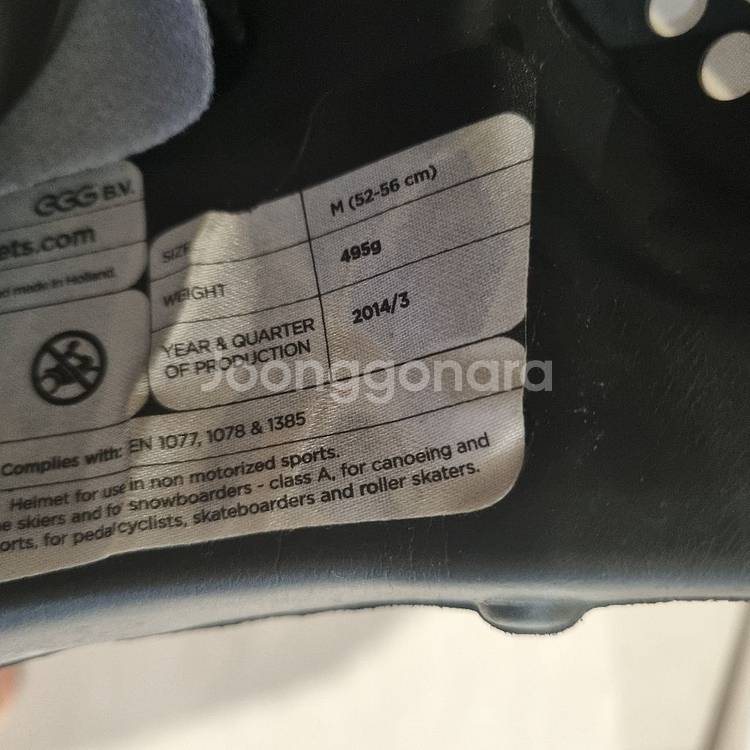 EGG B.V.
ets.com
d made in Holland.
SIZE M (52-56 cm)
WEIGHT 495g
YEAR & QUARTER
OF PRODUCTION 2014/3
Joonggonara
Complies with: EN 1077, 1078 & 1385
Helmet for use in non motorized sports.
e skiers and fo snowboarders - class A, for canoeing and
orts, for pedal cyclists, skateboarders and roller skaters.